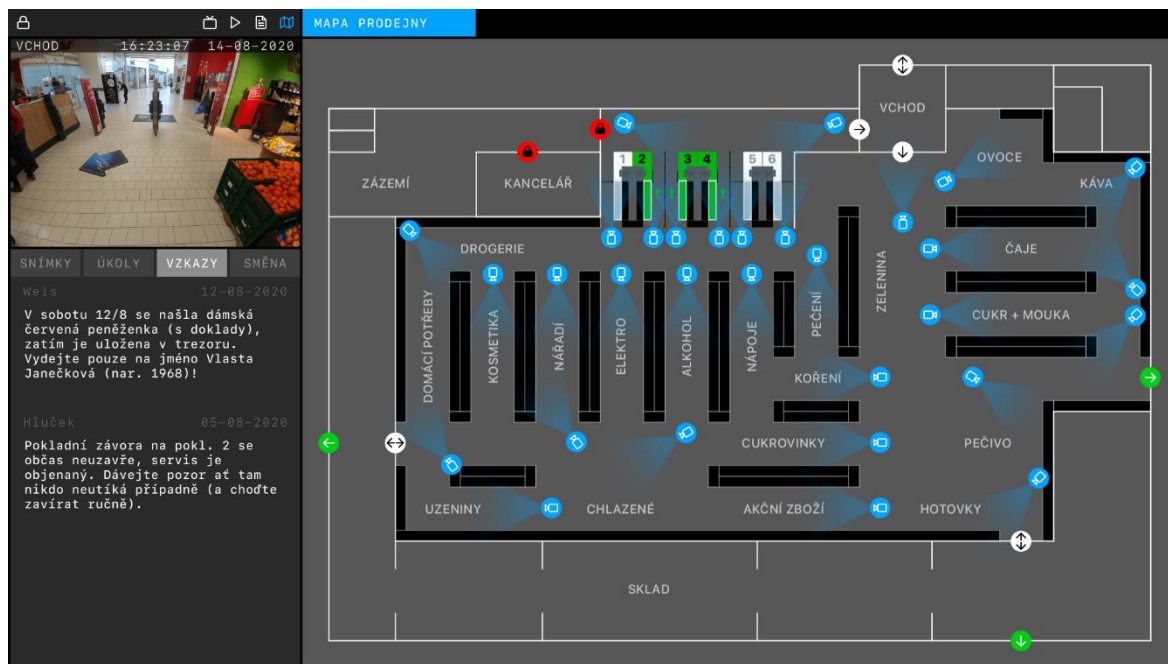 MAPA PRODEJNY
VCHOD 16:23:07 14-08-2020
SNÍMKY ÚKOLY VZKAZY SMĚNA
Weis 12-08-2020
V sobotu 12/8 se našla dámská
červená peněženka (s doklady),
zatím je uložena v trezoru.
Vydejte pouze na jméno Vlasta
Janečková (nar. 1968)!
Hluček 05-08-2020
Pokladní závora na pokl. 2 se
občas neuzavře, servis je
objenaný. Dávejte pozor ať tam
nikdo neutíká případně (a choďte
zavírat ručně).
VCHOD
OVOCE
1 2 3 4 5 6
ZÁZEMÍ
KANCELÁŘ
KÁVA
DROGERIE
ČAJE
ZELENINA
PEČENÍ
DOMÁCÍ POTŘEBY
KOSMETIKA
NÁŘADÍ
ELEKTRO
ALKOHOL
NÁPOJE
CUKR + MOUKA
KOŘENÍ
CUKROVINKY
PEČIVO
UZENINY
CHLAZENÉ
AKČNÍ ZBOŽÍ
HOTOVKY
SKLAD